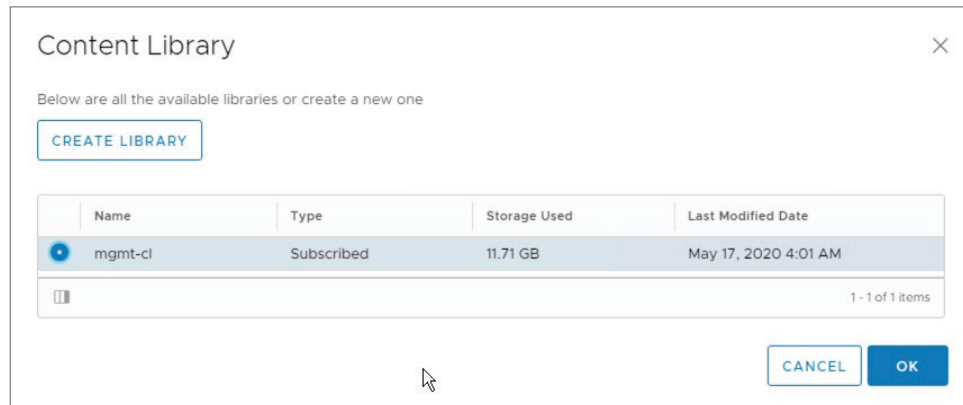 Content Library
Below are all the available libraries or create a new one
CREATE LIBRARY
Name Type Storage Used Last Modified Date
mgmt-cl Subscribed 11.71 GB May 17, 2020 4:01 AM
1 - 1 of 1 items
CANCEL OK